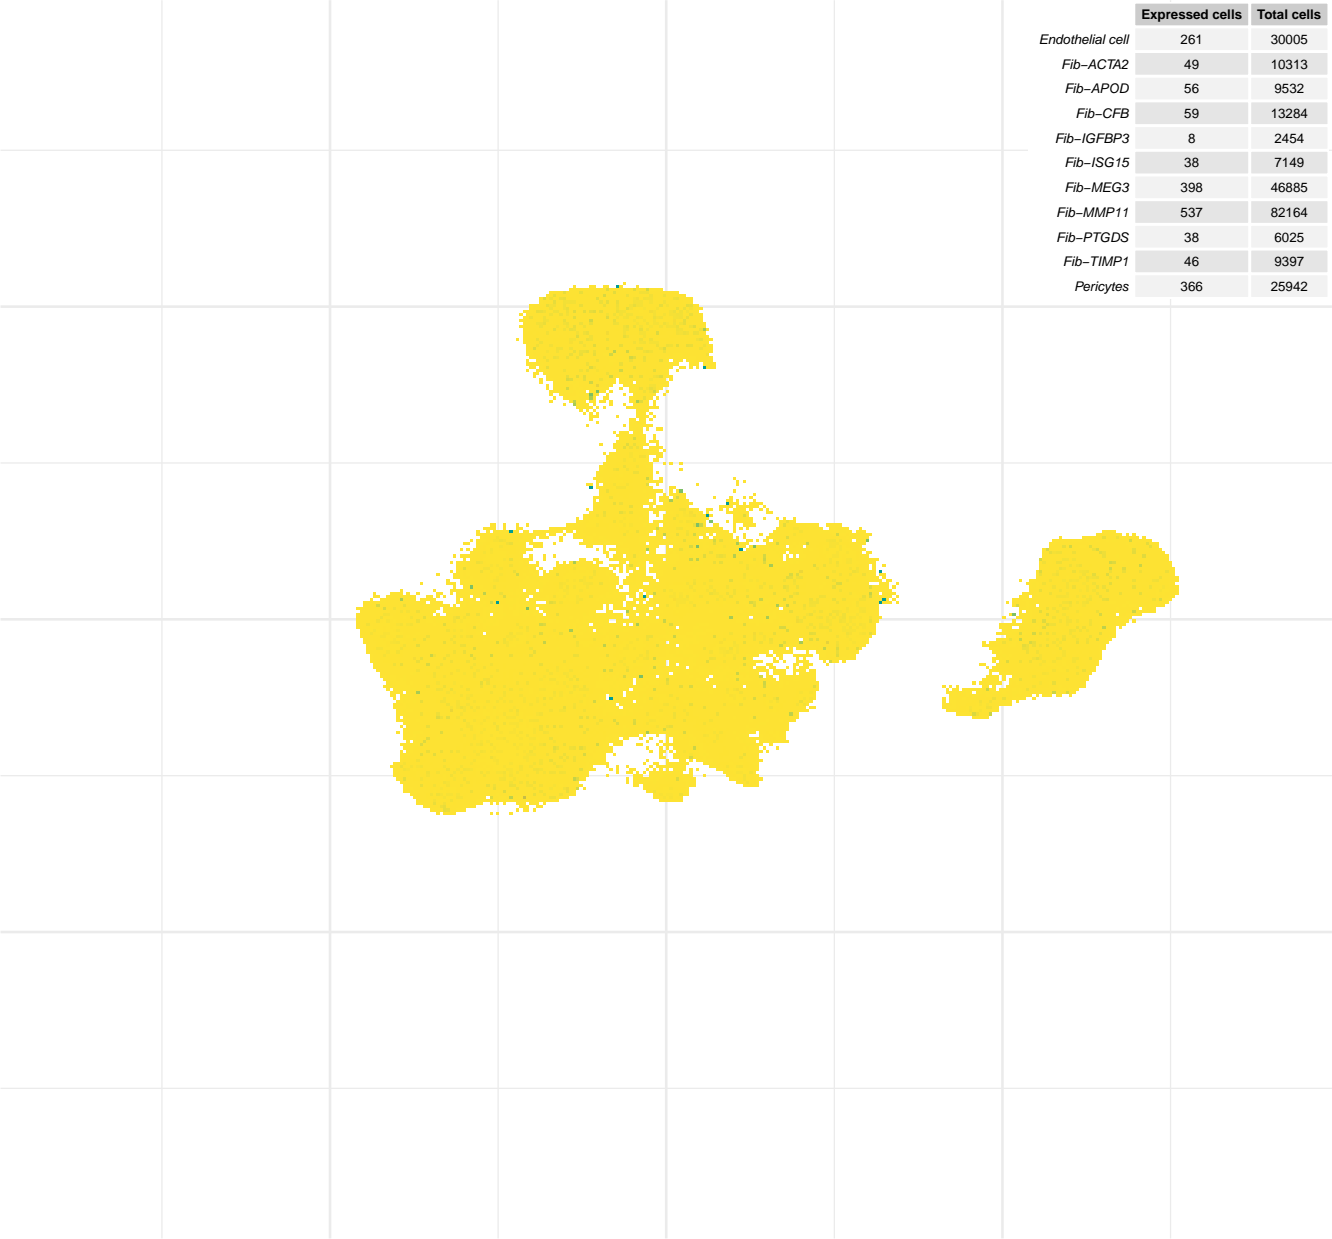 Expressed cells Total cells
Endothelial cell 261 30005
Fib−ACTA2 49 10313
Fib−APOD 56 9532
Fib−CFB 59 13284
Fib−IGFBP3 8 2454
Fib−ISG15 38 7149
Fib−MEG3 398 46885
Fib−MMP11 537 82164
Fib−PTGDS 38 6025
Fib−TIMP1 46 9397
Pericytes 366 25942